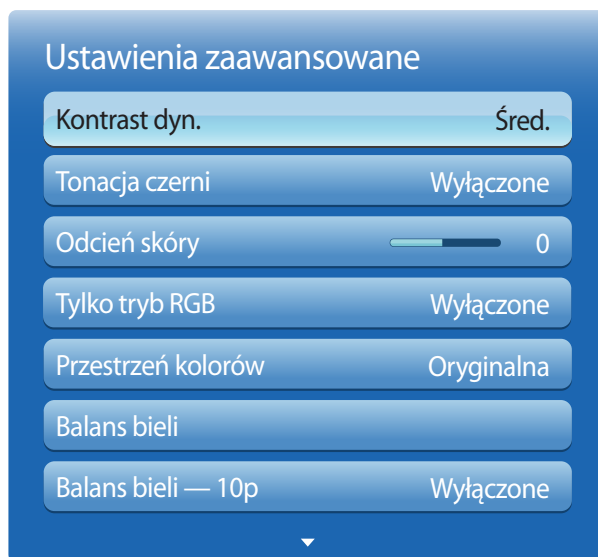 Ustawienia zaawansowane
Kontrast dyn. Śred.
Tonacja czerni Wyłączone
Odcień skóry 0
Tylko tryb RGB Wyłączone
Przestrzeń kolorów Oryginalna
Balans bieli
Balans bieli — 10p Wyłączone